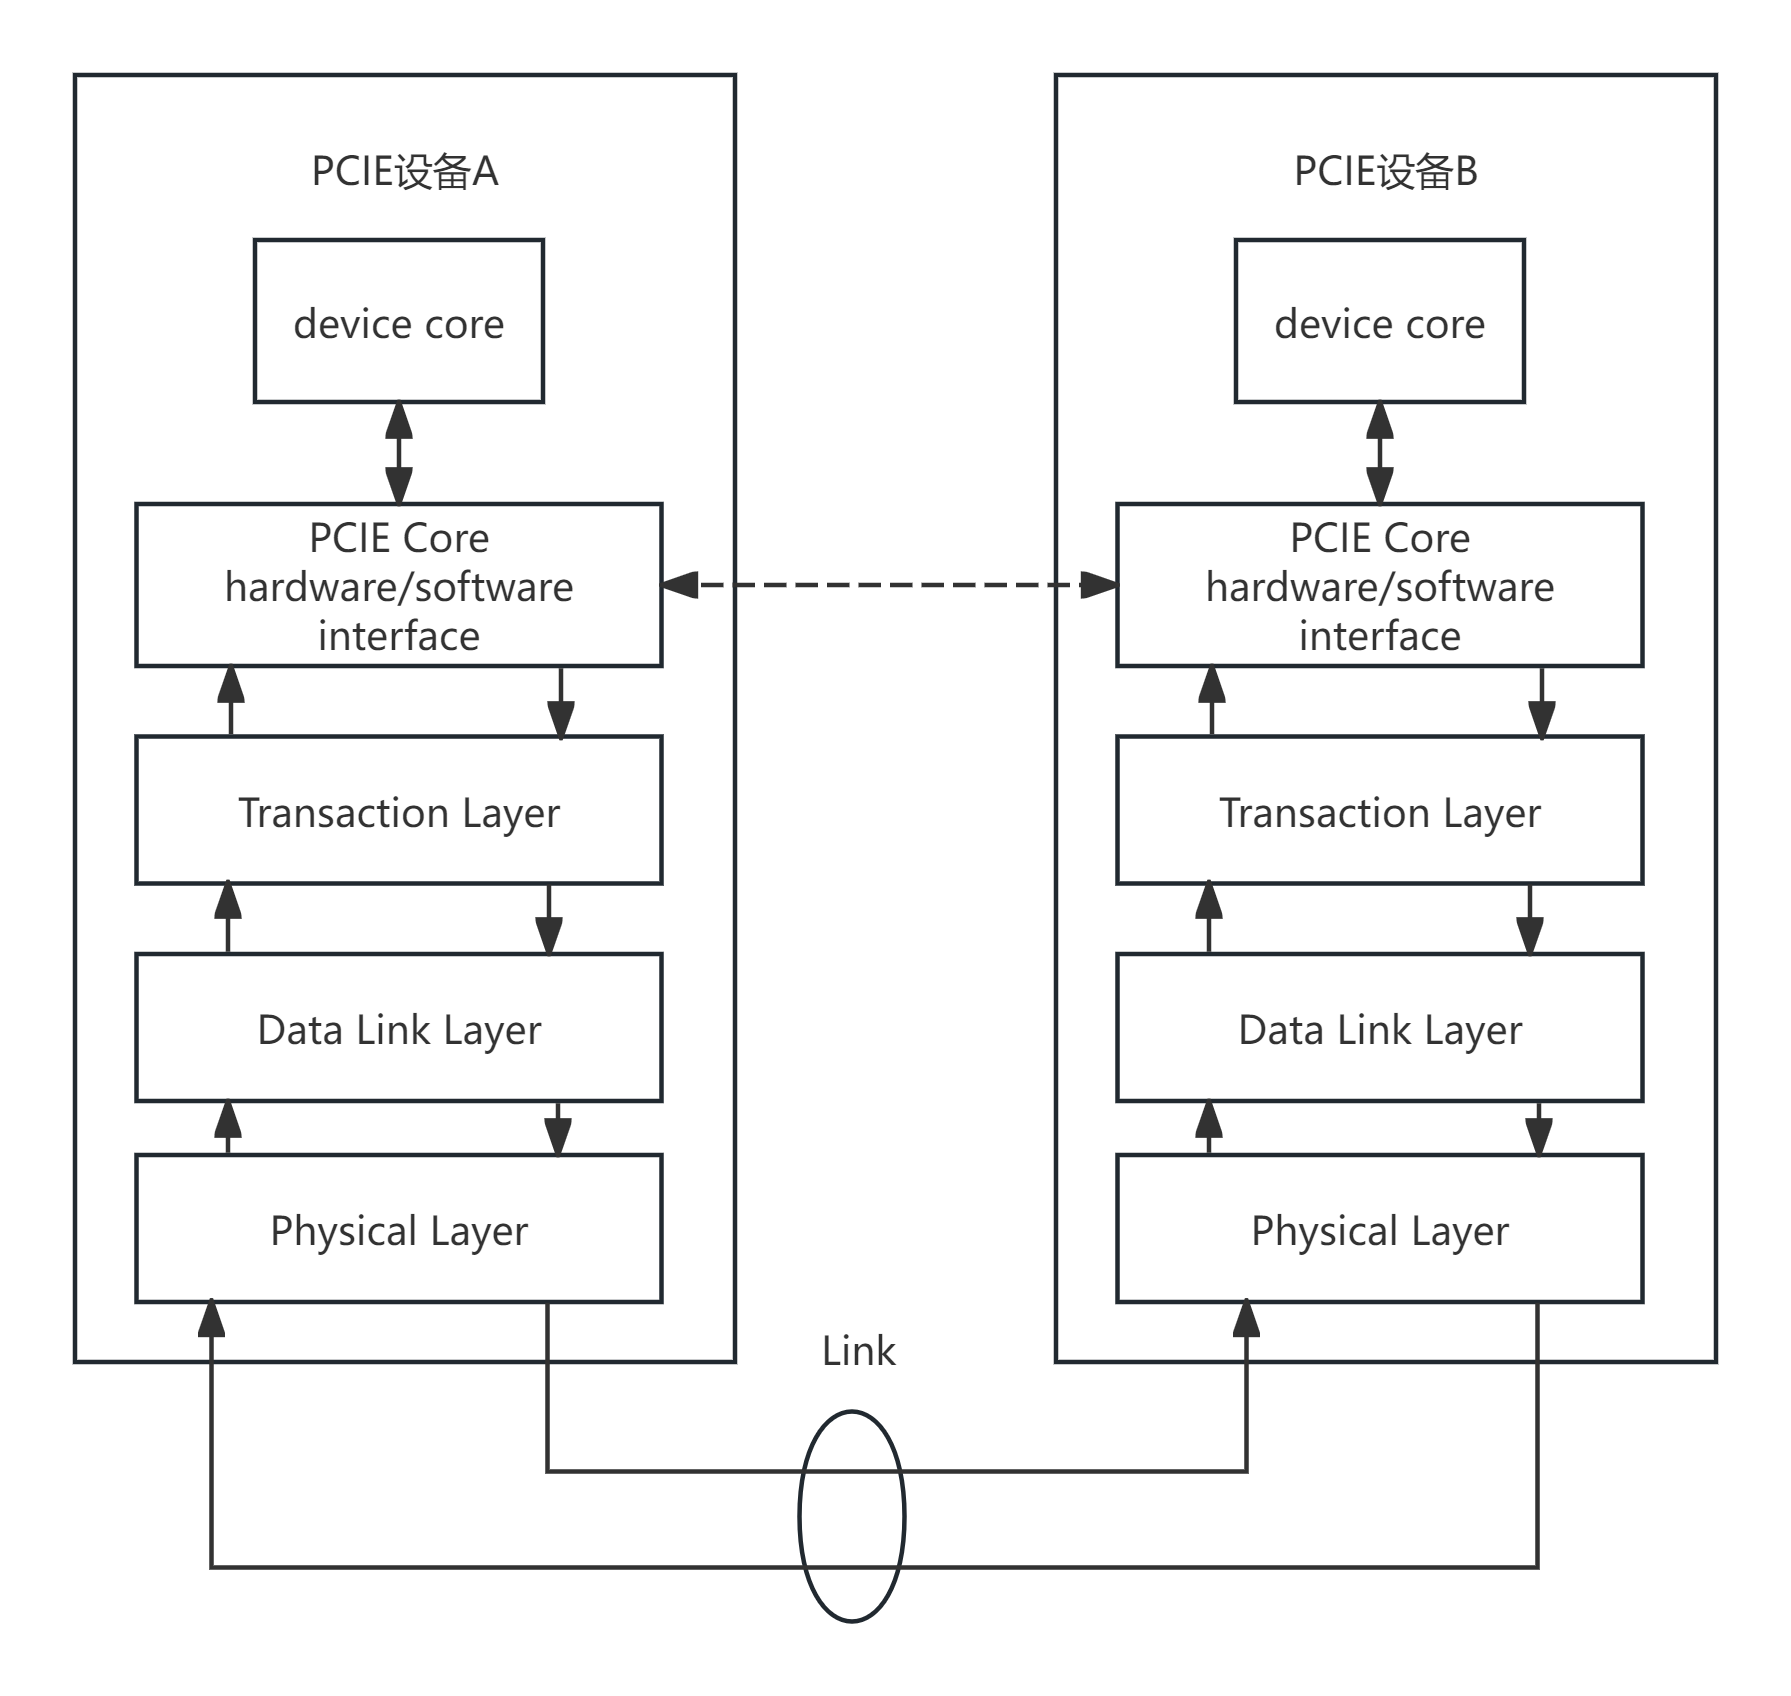 PCIE设备A
device core
PCIE Core
hardware/software
interface
Transaction Layer
Data Link Layer
Physical Layer
PCIE设备B
device core
PCIE Core
hardware/software
interface
Transaction Layer
Data Link Layer
Physical Layer
Link